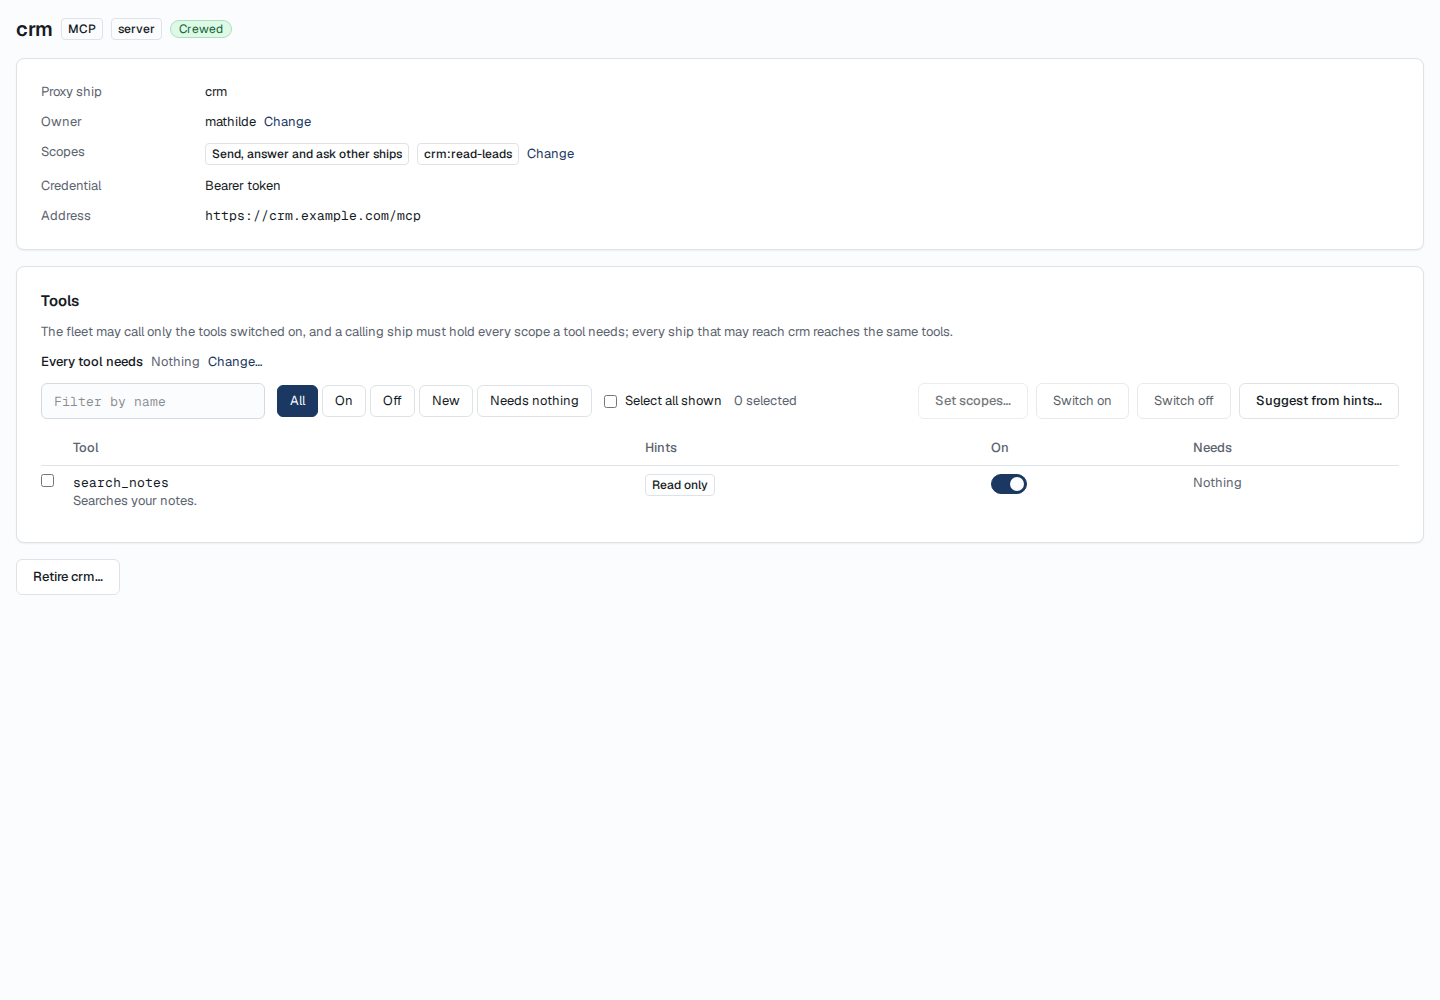 crm MCP server Crewed
Proxy ship crm
Owner mathilde Change
Scopes Send, answer and ask other ships crm:read-leads Change
Credential Bearer token
Address https://crm.example.com/mcp
Tools
The fleet may call only the tools switched on, and a calling ship must hold every scope a tool needs; every ship that may reach crm reaches the same tools.
Every tool needs Nothing Change...
Filter by name All On Off New Needs nothing Select all shown 0 selected Set scopes... Switch on Switch off Suggest from hints...
Tool Hints On Needs
search_notes Read only Nothing
Searches your notes.
Retire crm...